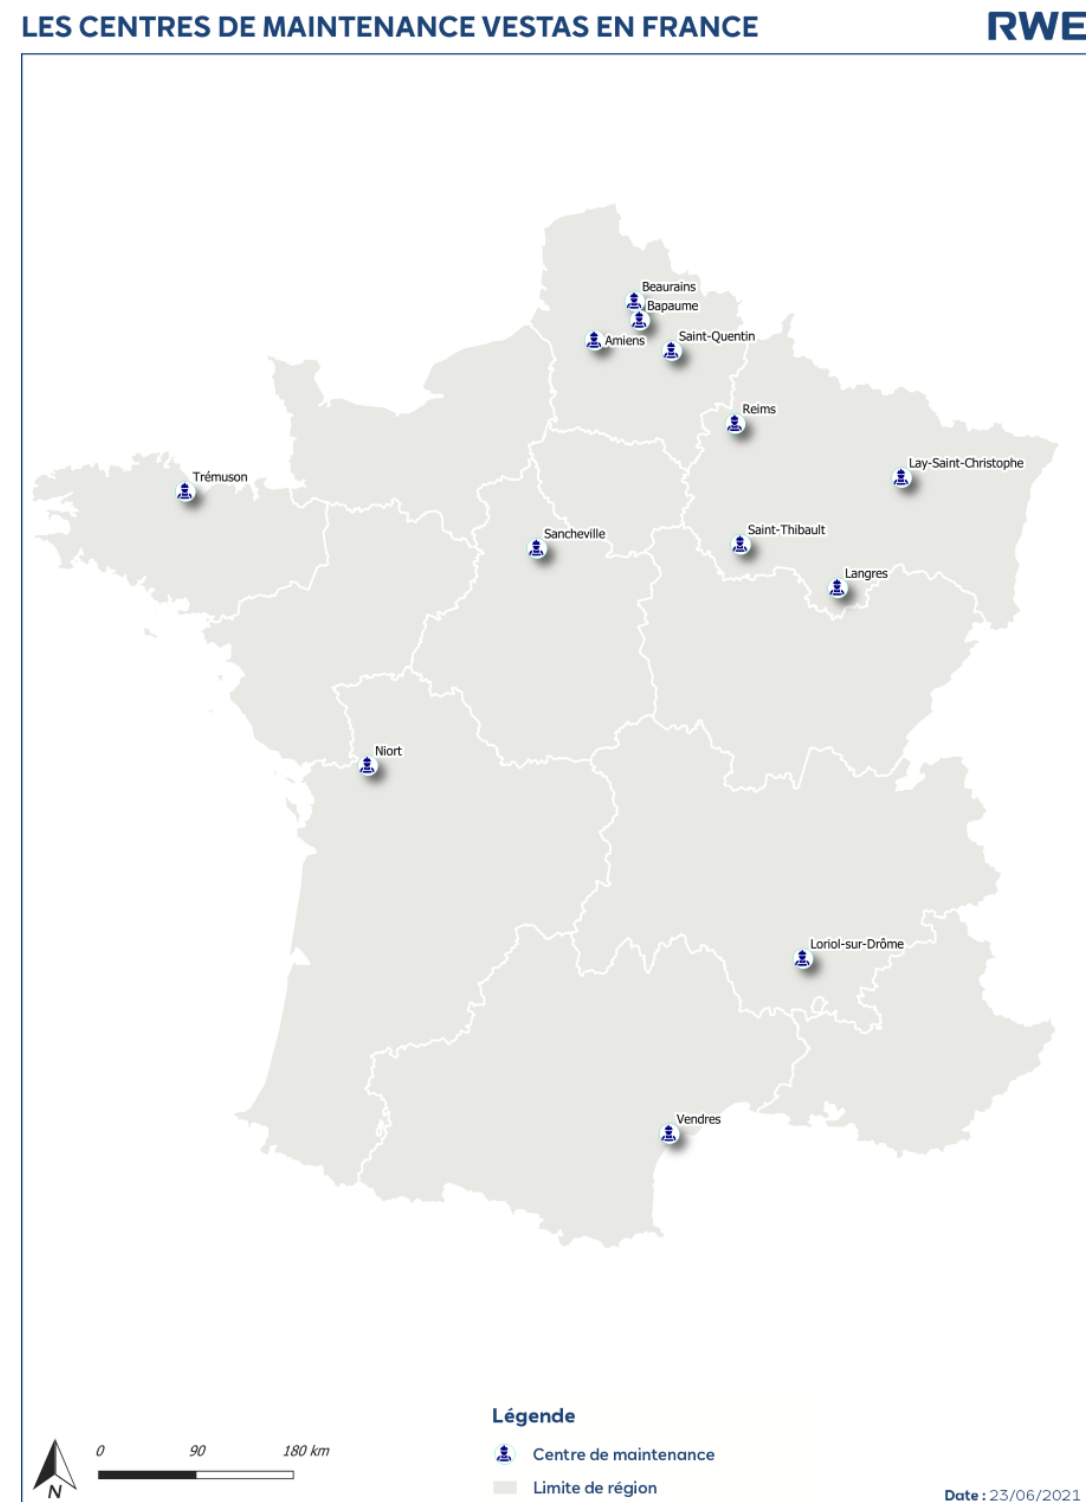 LES CENTRES DE MAINTENANCE VESTAS EN FRANCE
RWE
Beaurains
Bapaume
Saint-Quentin
Amiens
Reims
Lay-Saint-Christophe
Trémuson
Saint-Thibault
Sancheville
Langres
Niort
Loriol-sur-Drôme
Vendres
Légende
0 90 180 km
Centre de maintenance
Limite de région
N
Date : 23/06/2021